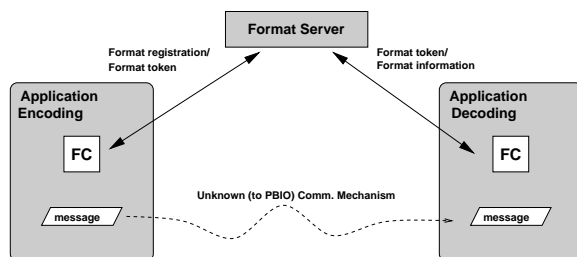 Format Server
Format registration/
Format token
Format token/
Format information
Application
Encoding
Application
Decoding
FC
FC
Unknown (to PBIO) Comm. Mechanism
message
message